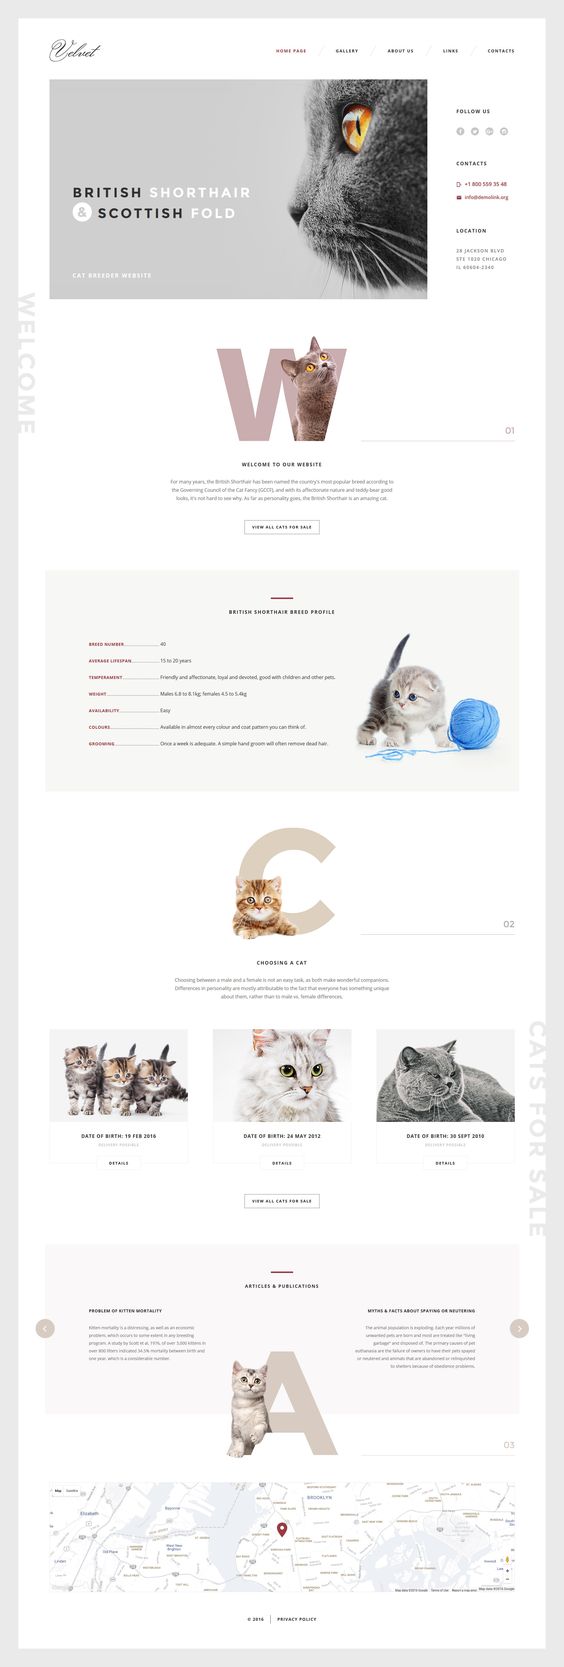 Velvet
HOME PAGE
GALLERY
ABOUT US
LINKS
CONTACTS
BRITISH SHORTHAIR
& SCOTTISH FOLD
CAT BREEDER WEBSITE
FOLLOW US
CONTACTS
+1 800 559 35 48
info@demolink.org
LOCATION
28 JACKSON BLVD
STE 1020 CHICAGO
IL 60604-2340
WELCOME
W
01
WELCOME TO OUR WEBSITE
For many years, the British Shorthair has been named the country's most popular breed according to
the Governing Council of the Cat Fancy (GCCF), and with its affectionate nature and teddy-bear good
looks, it's not hard to see why. As far as personality goes, the British Shorthair is an amazing cat.
VIEW ALL CATS FOR SALE
BRITISH SHORTHAIR BREED PROFILE
BREED NUMBER 40
AVERAGE LIFESPAN 15 to 20 years
TEMPERAMENT Friendly and affectionate, loyal and devoted, good with children and other pets.
WEIGHT Males 6.8 to 8.1kg; females 4.5 to 5.4kg
AVAILABILITY Easy
COLOURS Available in almost every colour and coat pattern you can think of.
GROOMING Once a week is adequate. A simple hand groom will often remove dead hair.
C
02
CHOOSING A CAT
Choosing between a male and a female is not an easy task, as both make wonderful companions.
Differences in personality are mostly attributable to the fact that everyone has something unique
about them, rather than to male vs. female differences.
CATS FOR SALE
DATE OF BIRTH: 19 FEB 2016
DELIVERY POSSIBLE
DETAILS
DATE OF BIRTH: 24 MAY 2012
DELIVERY POSSIBLE
DETAILS
DATE OF BIRTH: 30 SEPT 2010
DELIVERY POSSIBLE
DETAILS
VIEW ALL CATS FOR SALE
ARTICLES & PUBLICATIONS
PROBLEM OF KITTEN MORTALITY
Kitten mortality is a distressing, as well as an economic
problem, which occurs to some extent in any breeding
program. A study by Scott et al, 1978, of over 3,000 kittens in
over 800 litters indicated 34.5% mortality between birth and
one year, which is a considerable number.
MYTHS & FACTS ABOUT SPAYING OR NEUTERING
The animal population is exploding. Each year millions of
unwanted pets are born and most are treated like "living
garbage" and disposed of. The primary causes of pet
euthanasia are the failure of owners to have their pets spayed
or neutered and animals that are abandoned or relinquished
to shelters because of obedience problems.
A
03
Map
Satellite
Elizabeth
Bayonne
BROOKLYN
Linden
© 2016
PRIVACY POLICY